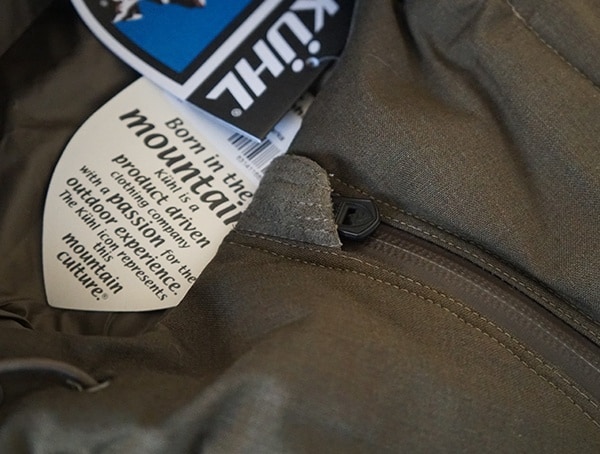 KÜHL®
Born in the
mountain
Kühl is a
product driven
clothing company
with a passion for the
outdoor experience.
The Kühl icon represents
this
mountain
culture.®